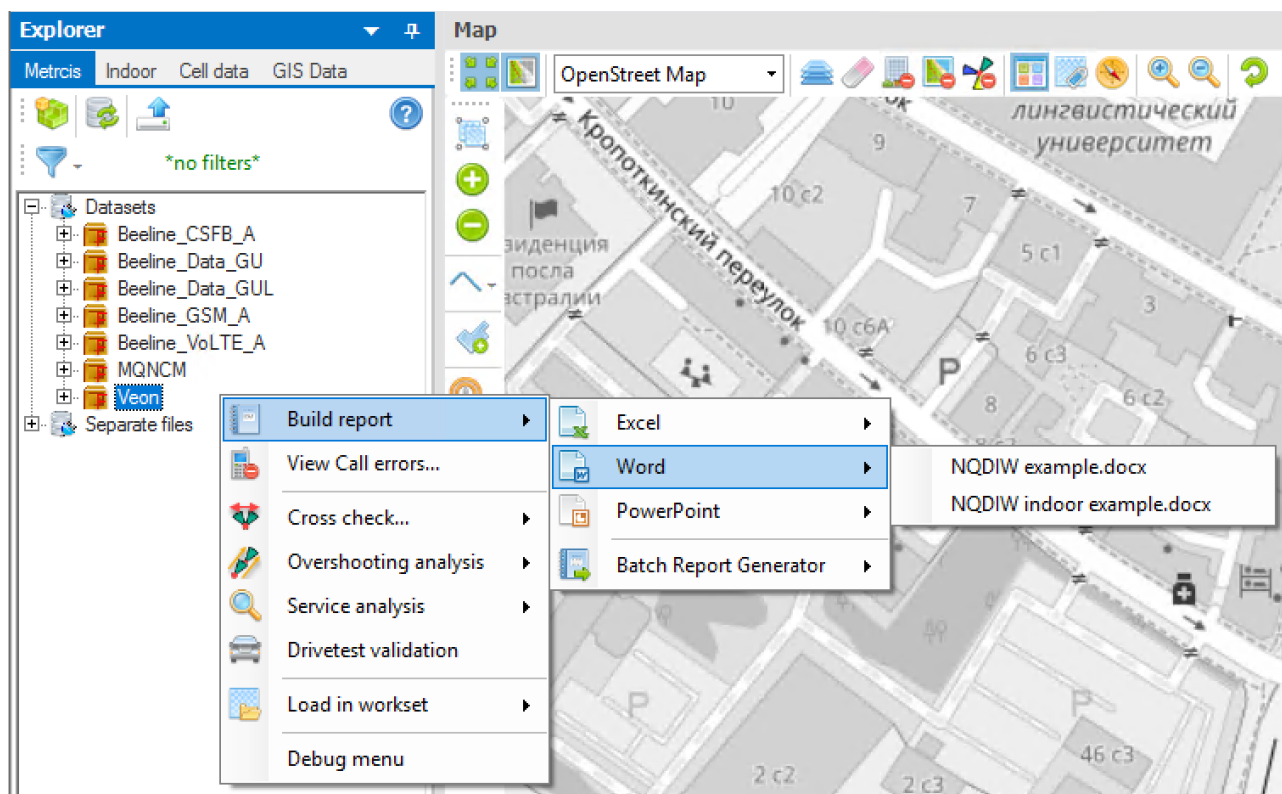 Explorer
Metrcis Indoor Cell data GIS Data
*no filters*
Datasets
Beeline_CSFB_A
Beeline_Data_GU
Beeline_Data_GUL
Beeline_GSM_A
Beeline_VoLTE_A
MQNCM
Veon
Separate files
Build report
View Call errors...
Cross check...
Overshooting analysis
Service analysis
Drivetest validation
Load in workset
Debug menu
Excel
Word
PowerPoint
Batch Report Generator
NQDIW example.docx
NQDIW indoor example.docx
Map
OpenStreet Map
10
лингвистический
университет
9
Кропоткинский переулок
10 с2
7
5 с1
зиденция
посла
встралии
3
10 с6А
6 с3
P
8
6 с2
P
P
46 с3
2 с2
2 с3